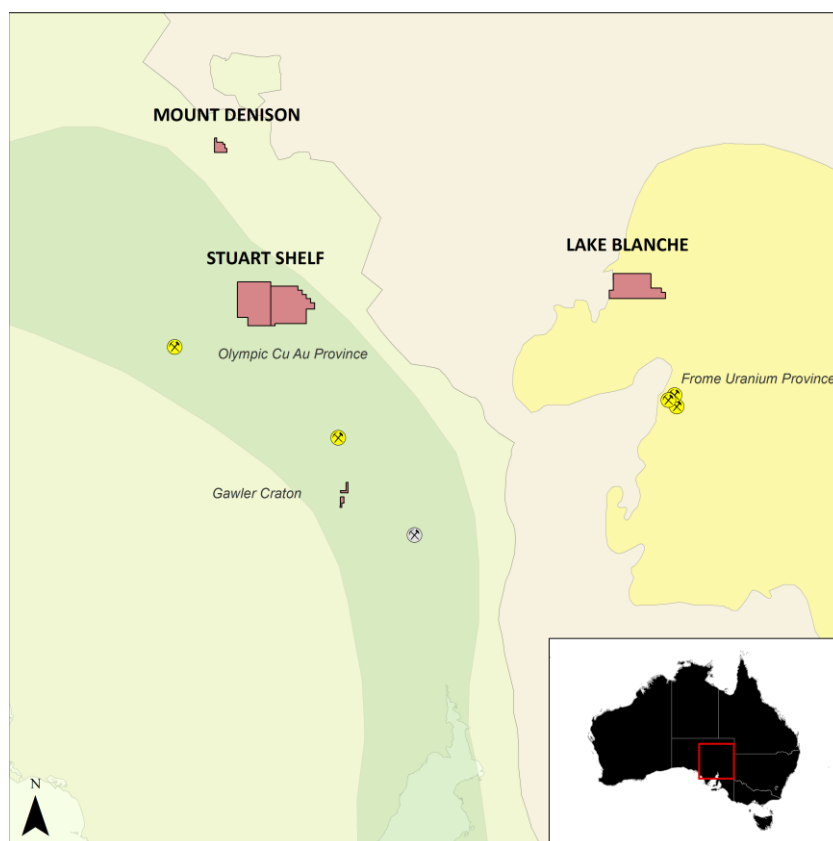 MOUNT DENISON
STUART SHELF
LAKE BLANCHE
Olympic Cu Au Province
Frome Uranium Province
Gawler Craton
N